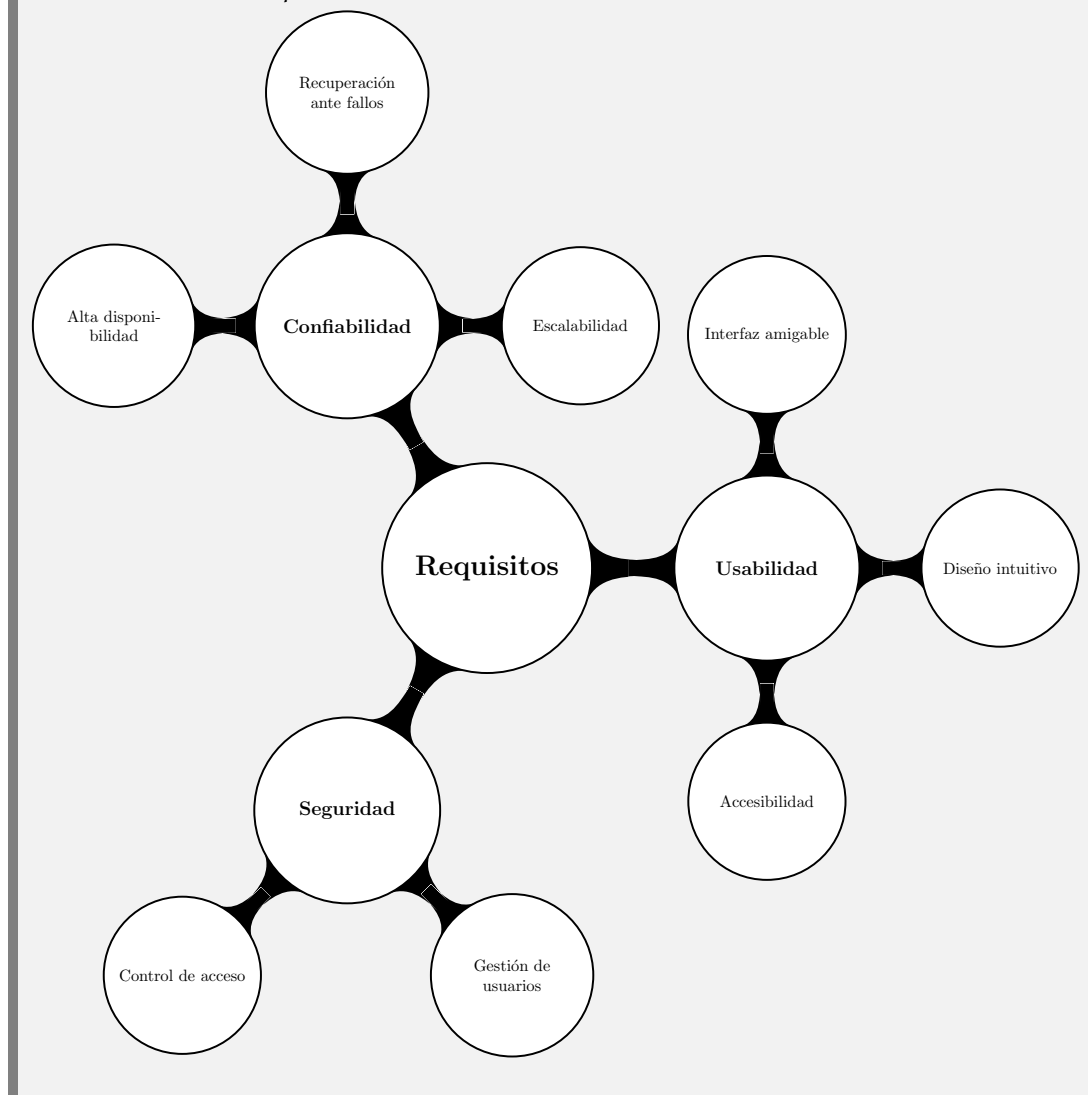 Recuperación
ante fallos
Alta disponi-
bilidad
Confiabilidad
Escalabilidad
Interfaz amigable
Requisitos
Usabilidad
Diseño intuitivo
Accesibilidad
Seguridad
Control de acceso
Gestión de
usuarios